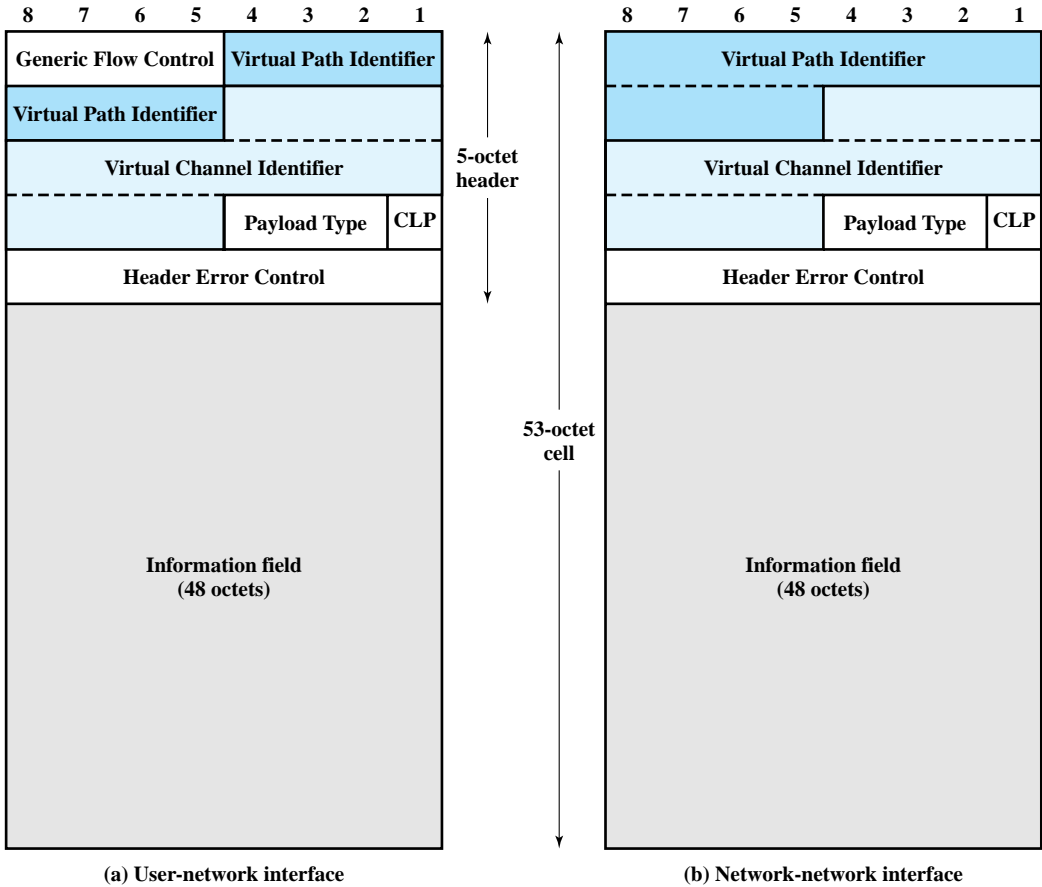 8 7 6 5 4 3 2 1
Generic Flow Control
Virtual Path Identifier
Virtual Path Identifier
Virtual Channel Identifier
Payload Type
CLP
Header Error Control
Information field
(48 octets)
(a) User-network interface
5-octet
header
53-octet
cell
8 7 6 5 4 3 2 1
Virtual Path Identifier
Virtual Channel Identifier
Payload Type
CLP
Header Error Control
Information field
(48 octets)
(b) Network-network interface